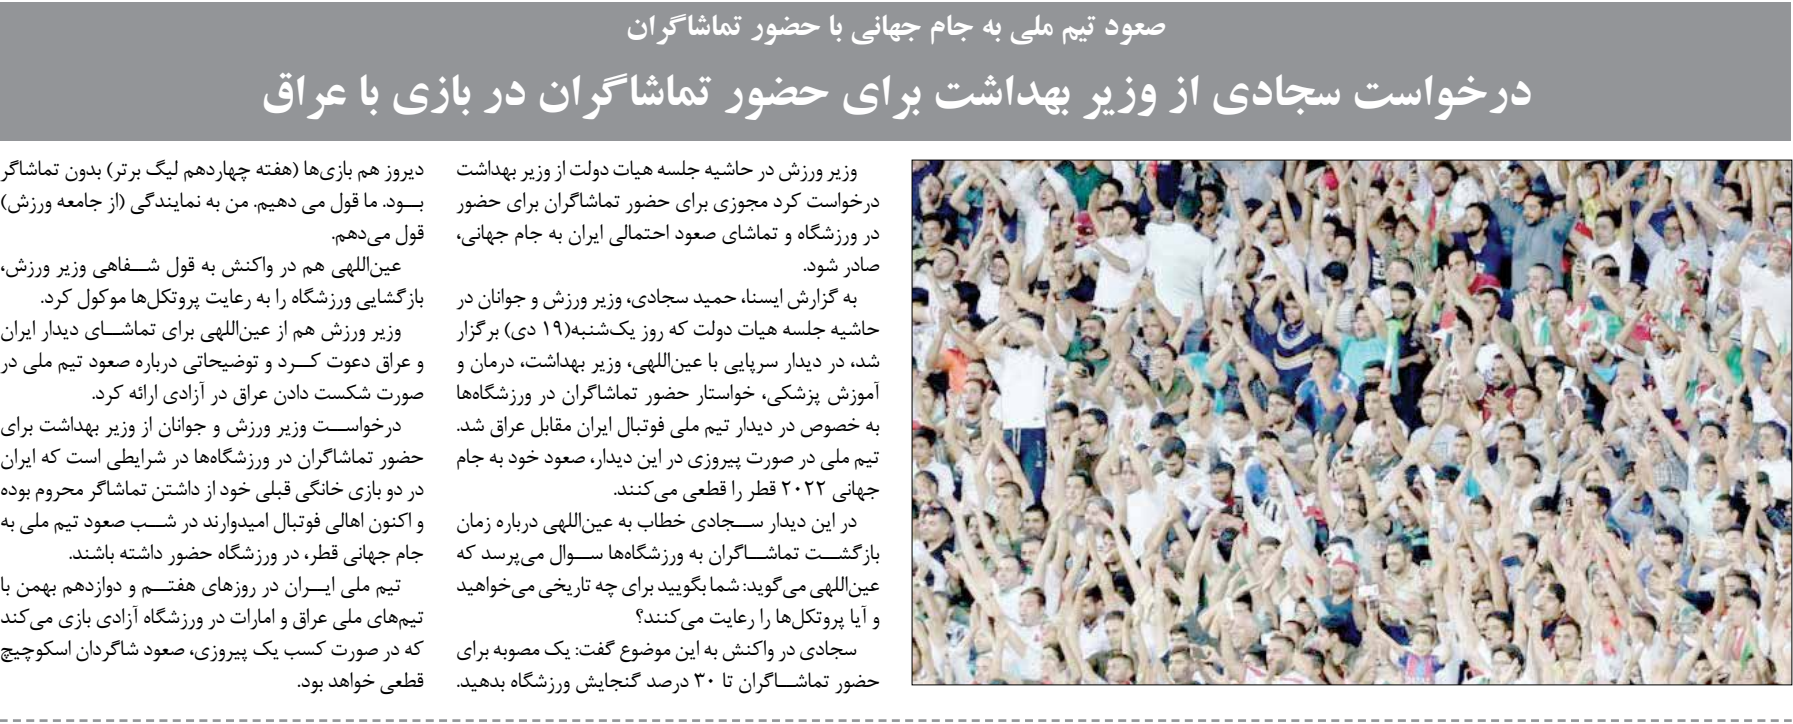 صعود تیم ملی به جام جهانی با حضور تماشاگران
درخواست سجادی از وزیر بهداشت برای حضور تماشاگران در بازی با عراق
وزیر ورزش در حاشیه جلسه هیات دولت از وزیر بهداشت
درخواست کرد مجوزی برای حضور تماشاگران برای حضور
در ورزشگاه و تماشای صعود احتمالی ایران به جام جهانی،
صادر شود.
به گزارش ایسنا، حمید سجادی، وزیر ورزش و جوانان در
حاشیه جلسه هیات دولت که روز یک‌شنبه(۱۹ دی) برگزار
شد، در دیدار سرپایی با عین‌اللهی، وزیر بهداشت، درمان و
آموزش پزشکی، خواستار حضور تماشاگران در ورزشگاه‌ها
به خصوص در دیدار تیم ملی فوتبال ایران مقابل عراق شد.
تیم ملی در صورت پیروزی در این دیدار، صعود خود به جام
جهانی ۲۰۲۲ قطر را قطعی می‌کنند.
در این دیدار ســجادی خطاب به عین‌اللهی درباره زمان
بازگشــت تماشــاگران به ورزشگاه‌ها ســوال می‌پرسد که
عین‌اللهی می‌گوید: شما بگویید برای چه تاریخی می‌خواهید
و آیا پروتکل‌ها را رعایت می‌کنند؟
سجادی در واکنش به این موضوع گفت: یک مصوبه برای
حضور تماشــاگران تا ۳۰ درصد گنجایش ورزشگاه بدهید.
دیروز هم بازی‌ها (هفته چهاردهم لیگ برتر) بدون تماشاگر
بــود. ما قول می دهیم. من به نمایندگی (از جامعه ورزش)
قول می‌دهم.
عین‌اللهی هم در واکنش به قول شــفاهی وزیر ورزش،
بازگشایی ورزشگاه را به رعایت پروتکل‌ها موکول کرد.
وزیر ورزش هم از عین‌اللهی برای تماشــای دیدار ایران
و عراق دعوت کــرد و توضیحاتی درباره صعود تیم ملی در
صورت شکست دادن عراق در آزادی ارائه کرد.
درخواســت وزیر ورزش و جوانان از وزیر بهداشت برای
حضور تماشاگران در ورزشگاه‌ها در شرایطی است که ایران
در دو بازی خانگی قبلی خود از داشتن تماشاگر محروم بوده
و اکنون اهالی فوتبال امیدوارند در شــب صعود تیم ملی به
جام جهانی قطر، در ورزشگاه حضور داشته باشند.
تیم ملی ایــران در روزهای هفتــم و دوازدهم بهمن با
تیم‌های ملی عراق و امارات در ورزشگاه آزادی بازی می‌کند
که در صورت کسب یک پیروزی، صعود شاگردان اسکوچیچ
قطعی خواهد بود.